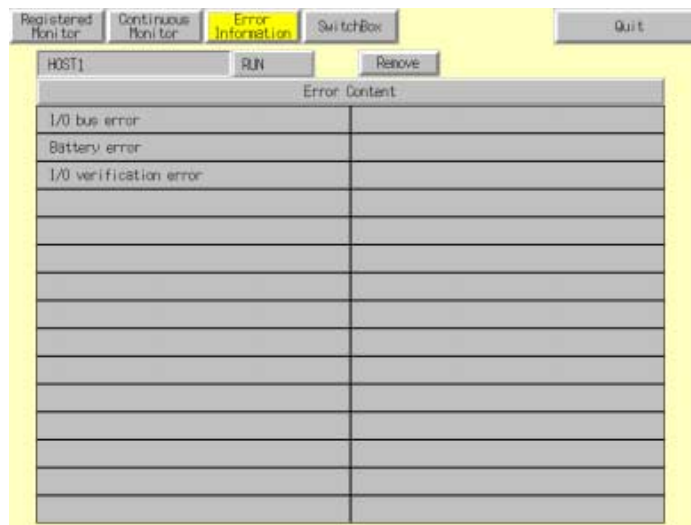 Registered Monitor
Continuous Monitor
Error Information
SwitchBox
Quit
HOST1
RUN
Remove
Error Content
I/O bus error
Battery error
I/O verification error